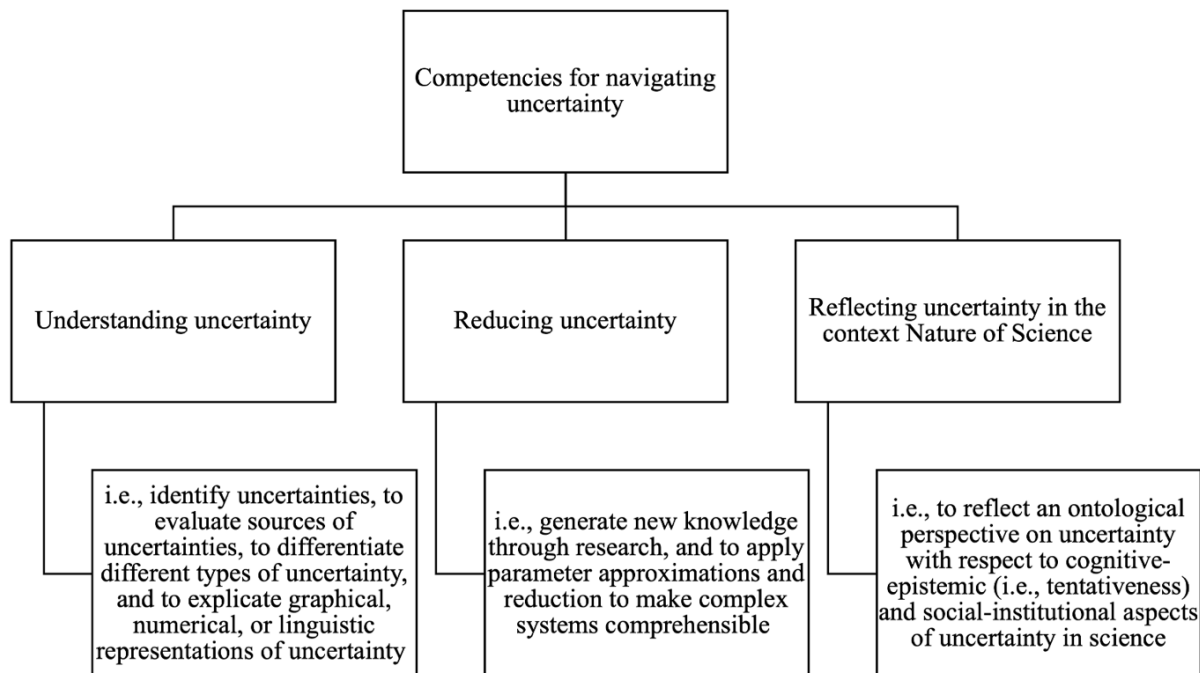 Competencies for navigating
uncertainty
Understanding uncertainty
Reducing uncertainty
Reflecting uncertainty in the
context Nature of Science
i.e., identify uncertainties, to
evaluate sources of
uncertainties, to differentiate
different types of uncertainty,
and to explicate graphical,
numerical, or linguistic
representations of uncertainty
i.e., generate new knowledge
through research, and to apply
parameter approximations and
reduction to make complex
systems comprehensible
i.e., to reflect an ontological
perspective on uncertainty
with respect to cognitive-
epistemic (i.e., tentativeness)
and social-institutional aspects
of uncertainty in science